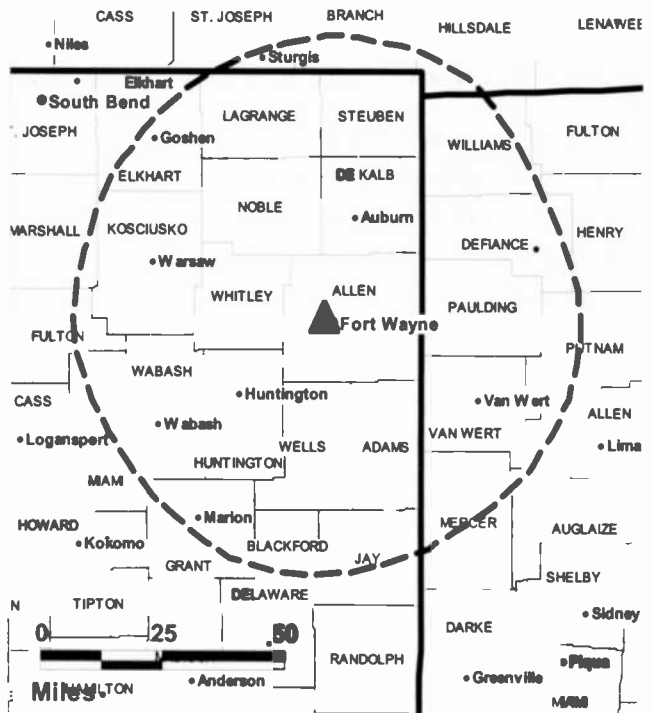 CASS ST. JOSEPH BRANCH
HILLSDALE LENAWEE
Niles
Sturgis
Elkhart
South Bend
LAGRANGE STEUBEN
JOSEPH Goshen WILLIAMS FULTON
ELKHART DE KALB
NOBLE
Auburn
MARSHALL KOSCIUSKO HENRY
DEFIANCE
Warsaw
WHITLEY ALLEN
PAULDING
Fort Wayne
FULTON PUTNAM
WABASH
Huntington
CASS Van Wert
ALLEN
Wabash
Logansport WELLS ADAMS VAN WERT Lima
HUNTINGTON
MIAM
Marion MERCER
HOWARD AUGLAIZE
Kokomo BLACKFORD
GRANT JAY
SHELBY
DELAWARE
N TIPTON
Sidney
DARKE
0 25 .50
RANDOLPH Piqua
Anderson Greenville
Miles. HAMILTON
MIAMI